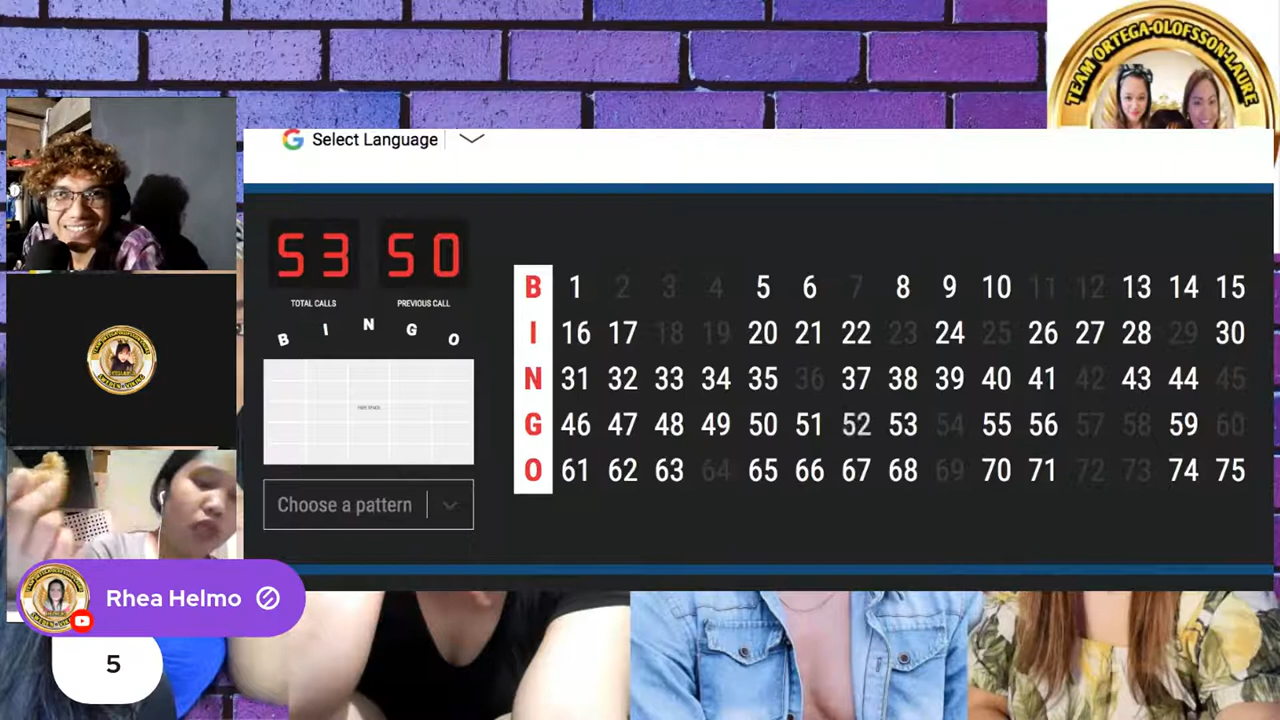 TEAM ORTEGA-OLOFSSON-LAURE
Select Language
53 50
TOTAL CALLS PREVIOUS CALL
B I N G O
FREE SPACE
Choose a pattern
B 1 2 3 4 5 6 7 8 9 10 11 12 13 14 15
I 16 17 18 19 20 21 22 23 24 25 26 27 28 29 30
N 31 32 33 34 35 36 37 38 39 40 41 42 43 44 45
G 46 47 48 49 50 51 52 53 54 55 56 57 58 59 60
O 61 62 63 64 65 66 67 68 69 70 71 72 73 74 75
Rhea Helmo
5